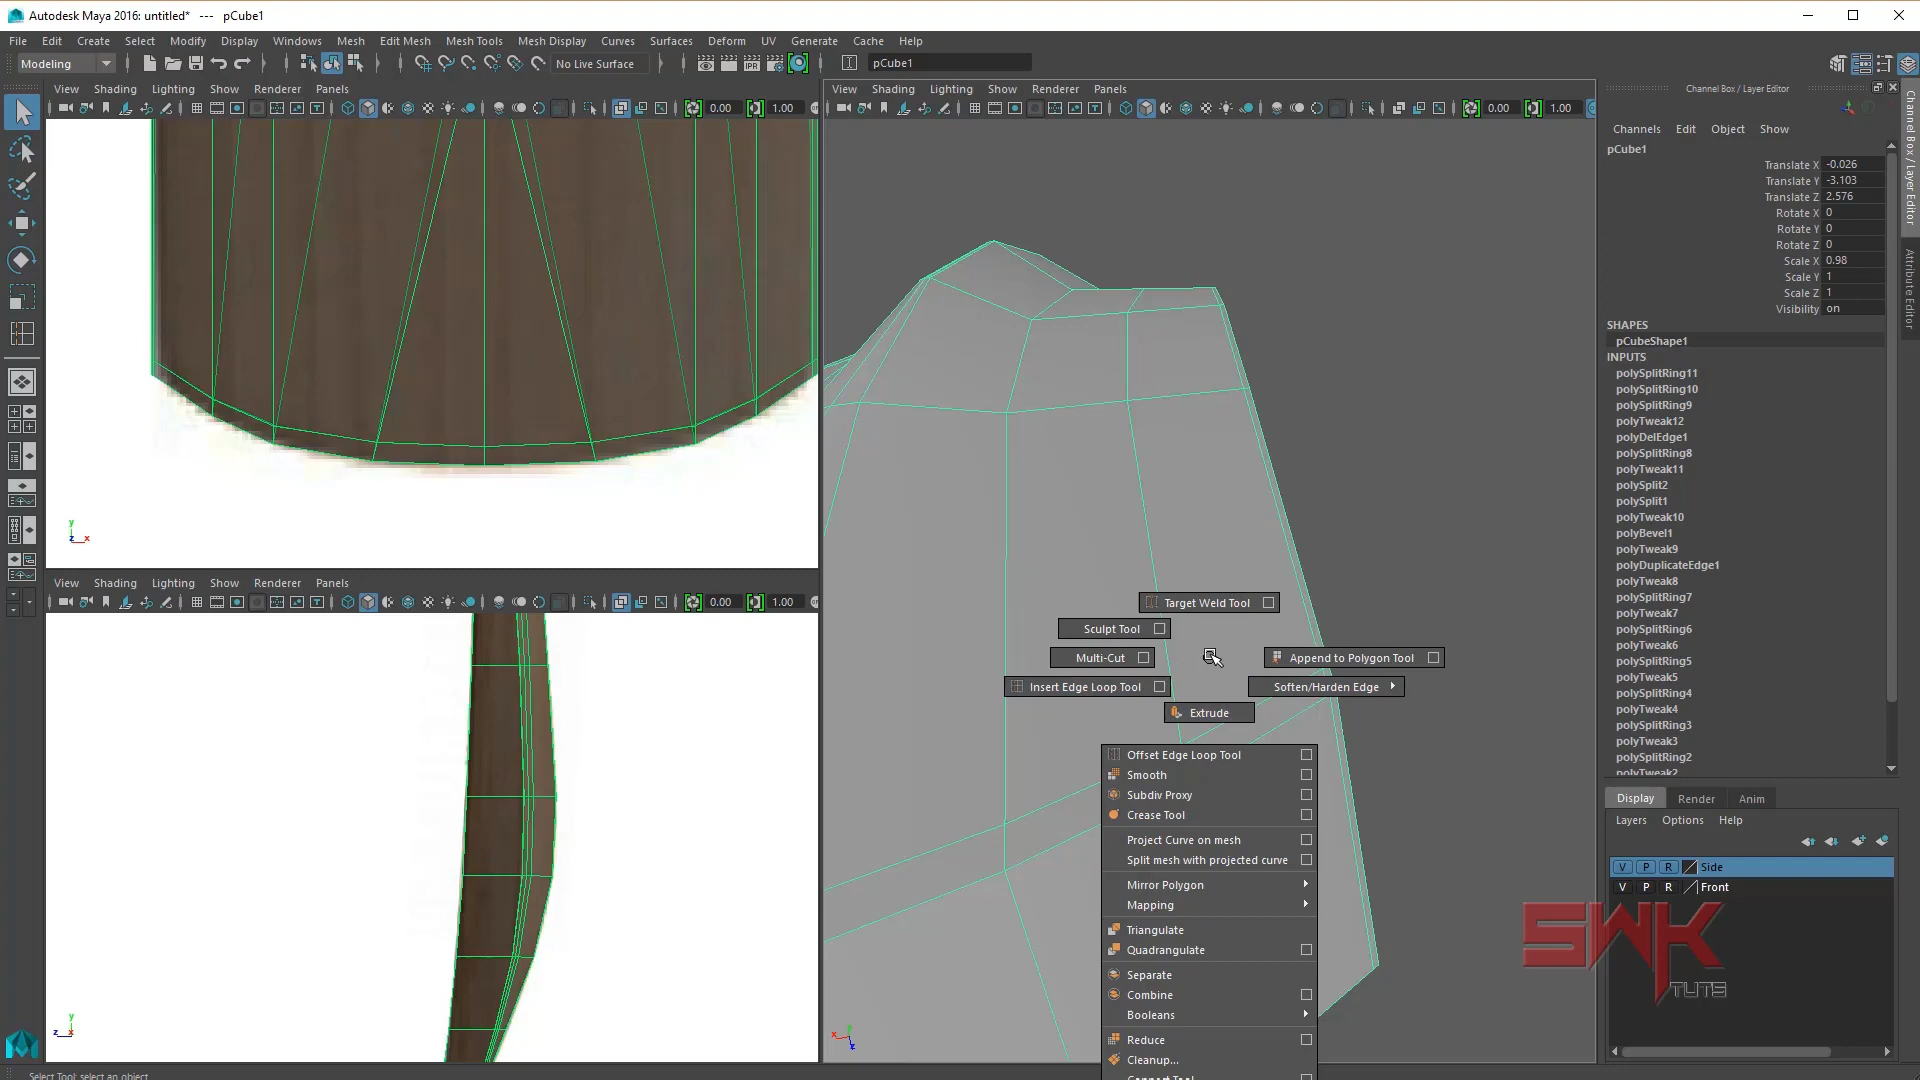 Autodesk Maya 2016: untitled* --- pCube1
File Edit Create Select Modify Display Windows Mesh Edit Mesh Mesh Tools Mesh Display Curves Surfaces Deform UV Generate Cache Help
Modeling No Live Surface IPR pCube1
View Shading Lighting Show Renderer Panels
0.00 1.00
View Shading Lighting Show Renderer Panels
0.00 1.00
View Shading Lighting Show Renderer Panels
0.00 1.00
Target Weld Tool
Sculpt Tool
Multi-Cut
Append to Polygon Tool
Insert Edge Loop Tool
Soften/Harden Edge
Extrude
Offset Edge Loop Tool
Smooth
Subdiv Proxy
Crease Tool
Project Curve on mesh
Split mesh with projected curve
Mirror Polygon
Mapping
Triangulate
Quadrangulate
Separate
Combine
Booleans
Reduce
Cleanup...
Channel Box / Layer Editor
Channels Edit Object Show
pCube1
Translate X -0.026
Translate Y -3.103
Translate Z 2.576
Rotate X 0
Rotate Y 0
Rotate Z 0
Scale X 0.98
Scale Y 1
Scale Z 1
Visibility on
SHAPES
pCubeShape1
INPUTS
polySplitRing11
polySplitRing10
polySplitRing9
polyTweak12
polyDelEdge1
polySplitRing8
polyTweak11
polySplit2
polySplit1
polyTweak10
polyBevel1
polyTweak9
polyDuplicateEdge1
polyTweak8
polySplitRing7
polyTweak7
polySplitRing6
polyTweak6
polySplitRing5
polyTweak5
polySplitRing4
polyTweak4
polySplitRing3
polyTweak3
polySplitRing2
polyTweak2
Display Render Anim
Layers Options Help
V P R Side
V P R Front
Channel Box / Layer Editor
Attribute Editor
SWK
TUTS
y
z x
y
z x
x y
z
Select Tool: select an object